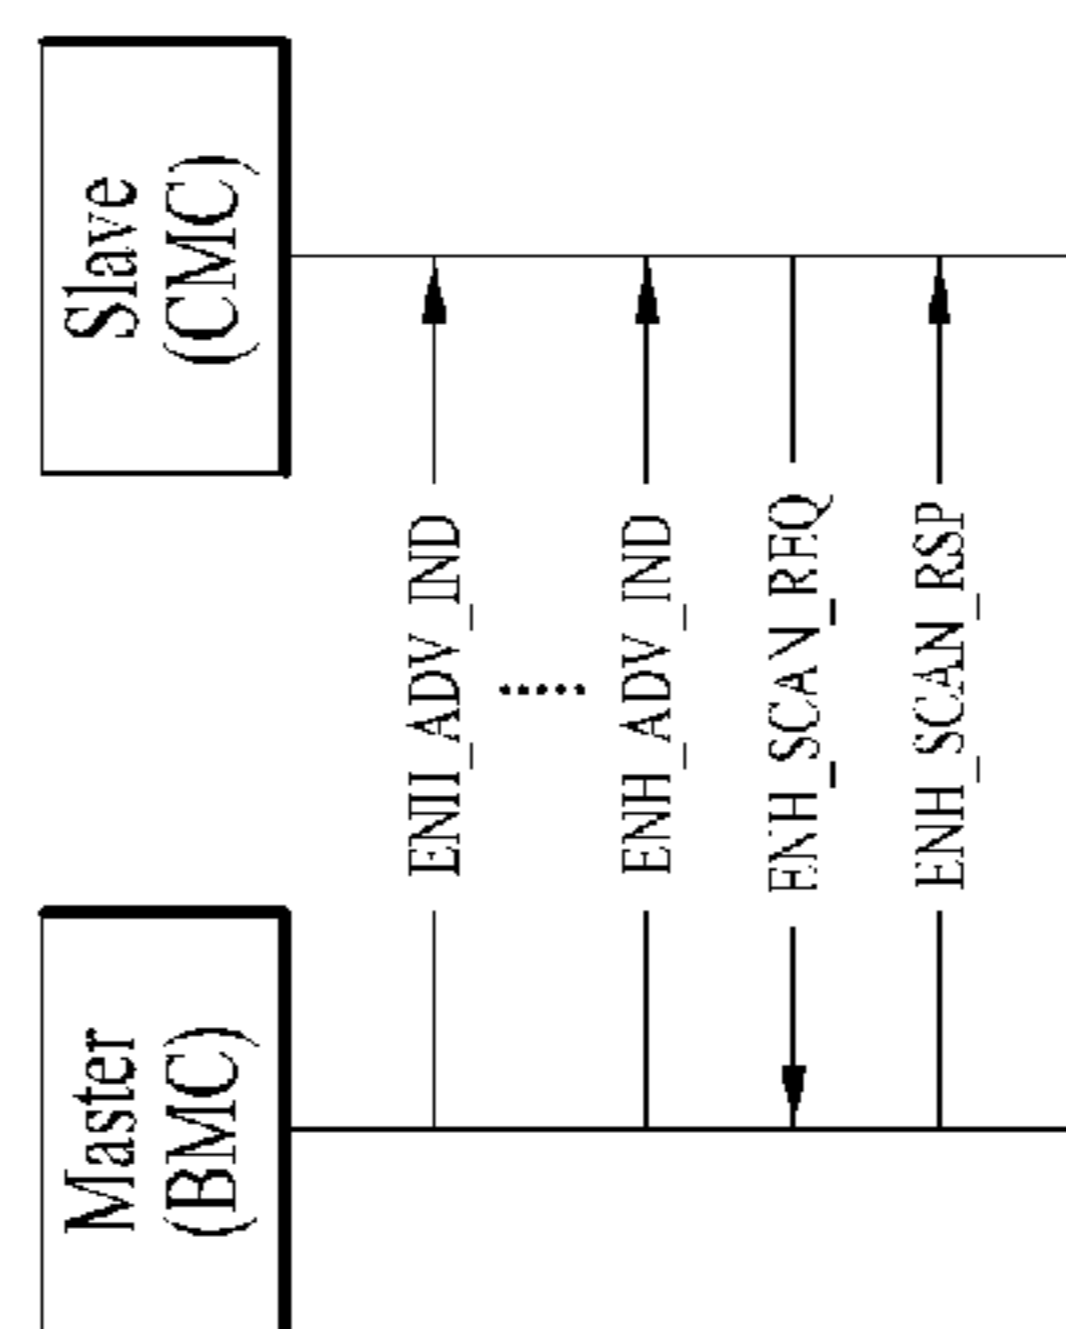 Master
(BMC)
Slave
(CMC)
ENH_ADV_IND
.....
ENH_ADV_IND
ENH_SCAN_REQ
ENH_SCAN_RSP